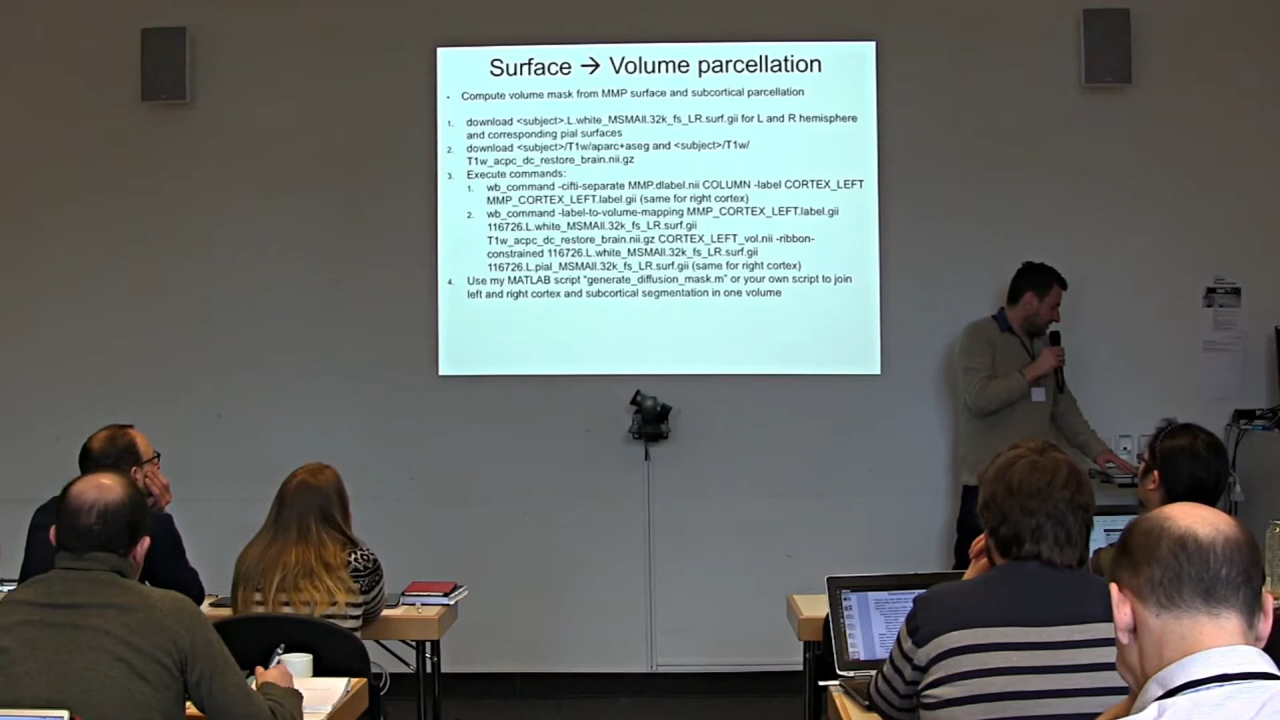 Surface → Volume parcellation
• Compute volume mask from MMP surface and subcortical parcellation
1. download <subject>.L.white_MSMAll.32k_fs_LR.surf.gii for L and R hemisphere
and corresponding pial surfaces
2. download <subject>/T1w/aparc+aseg and <subject>/T1w/
T1w_acpc_dc_restore_brain.nii.gz
3. Execute commands:
1. wb_command -cifti-separate MMP.dlabel.nii COLUMN -label CORTEX_LEFT
MMP_CORTEX_LEFT.label.gii (same for right cortex)
2. wb_command -label-to-volume-mapping MMP_CORTEX_LEFT.label.gii
116726.L.white_MSMAll.32k_fs_LR.surf.gii
T1w_acpc_dc_restore_brain.nii.gz CORTEX_LEFT_vol.nii -ribbon-
constrained 116726.L.white_MSMAll.32k_fs_LR.surf.gii
116726.L.pial_MSMAll.32k_fs_LR.surf.gii (same for right cortex)
4. Use my MATLAB script "generate_diffusion_mask.m" or your own script to join
left and right cortex and subcortical segmentation in one volume